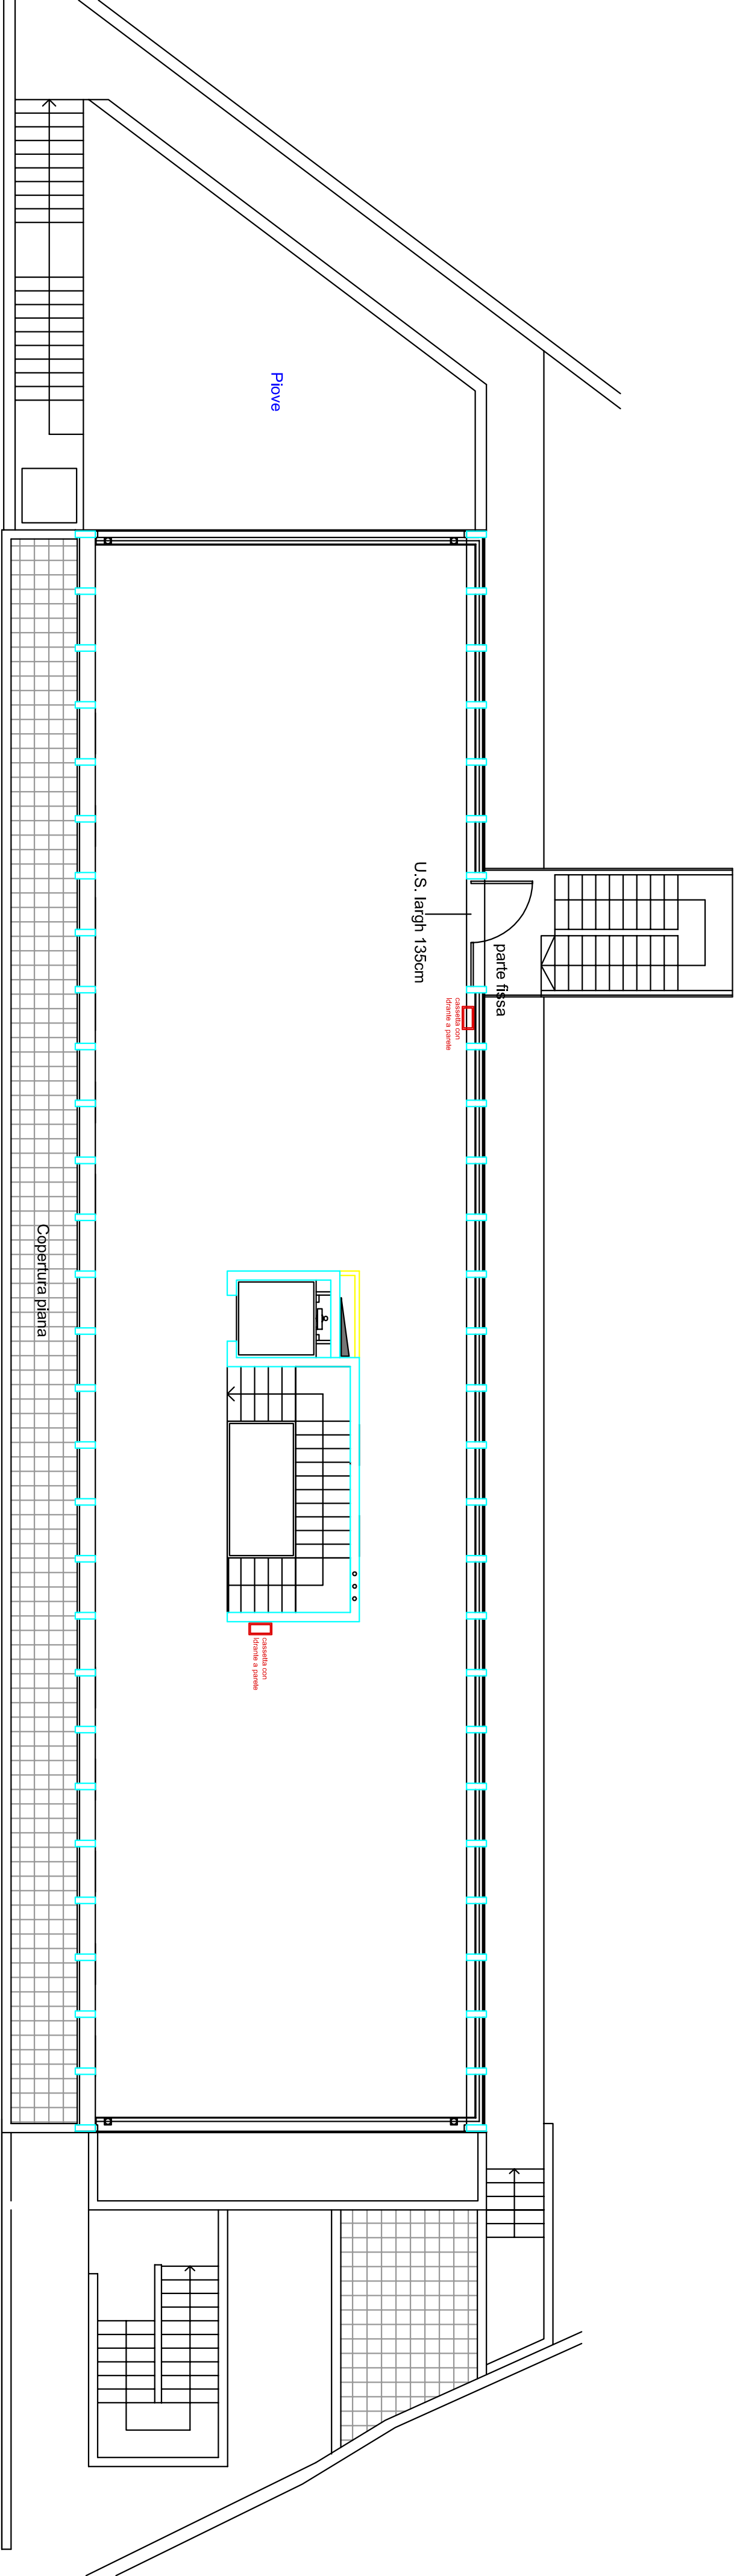 Piove
U.S. largh 135cm
parte fissa
cassetta con
Idrante a parete
Copertura piana
cassetta con
Idrante a parete